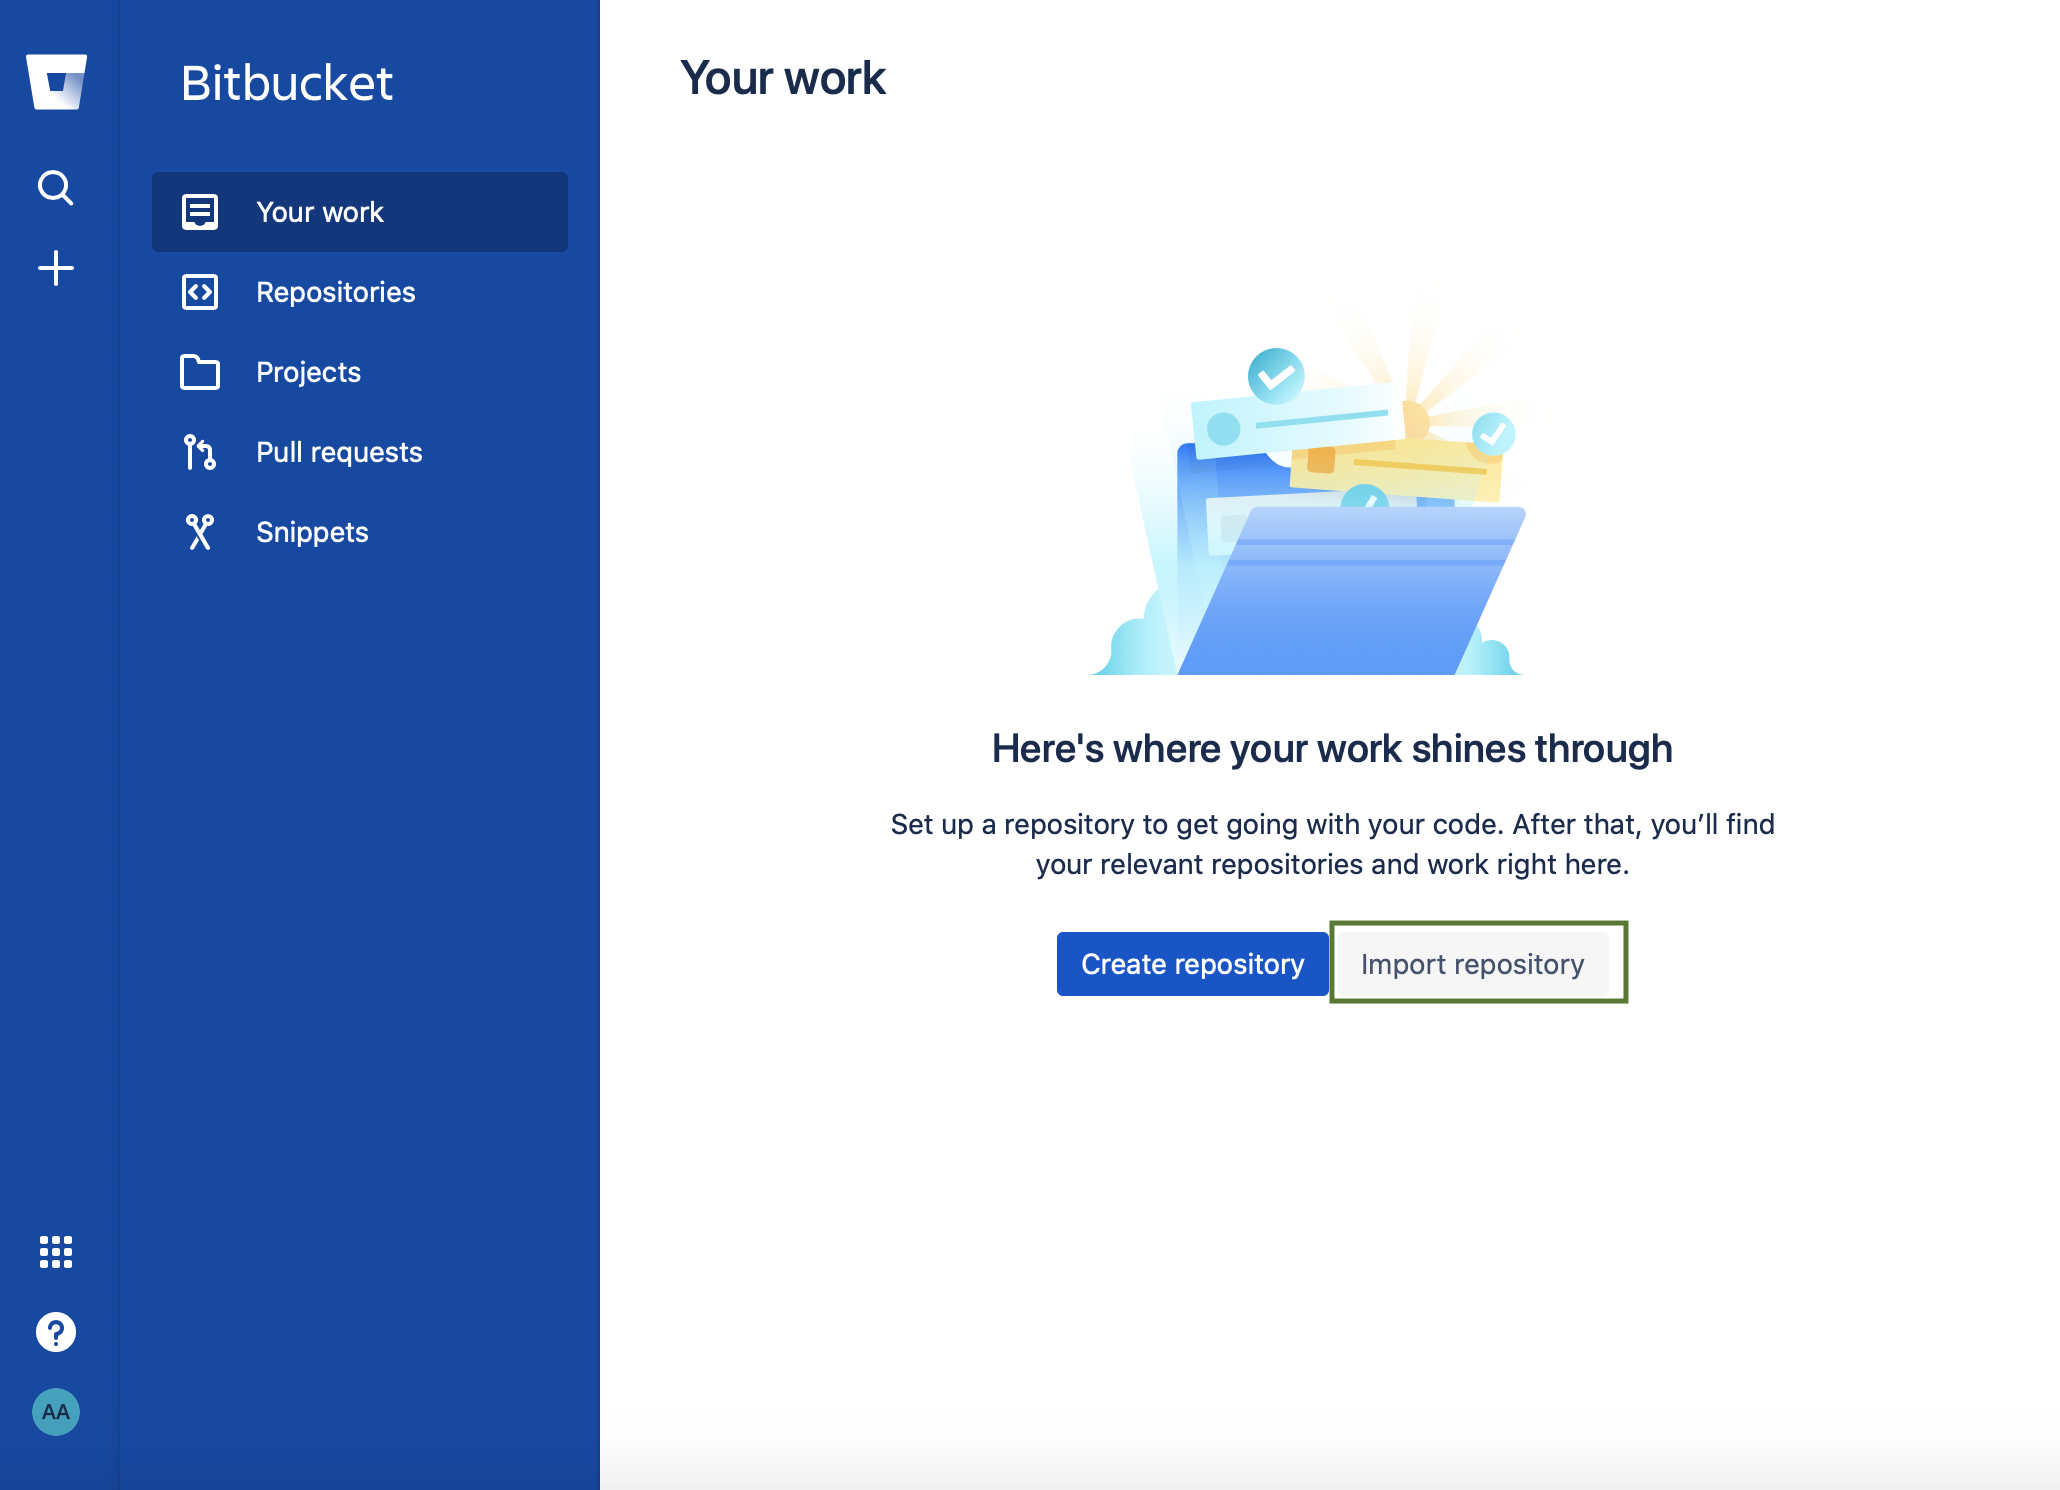 Bitbucket
Your work
Repositories
Projects
Pull requests
Snippets
AA
Your work
Here's where your work shines through
Set up a repository to get going with your code. After that, you’ll find
your relevant repositories and work right here.
Create repository
Import repository